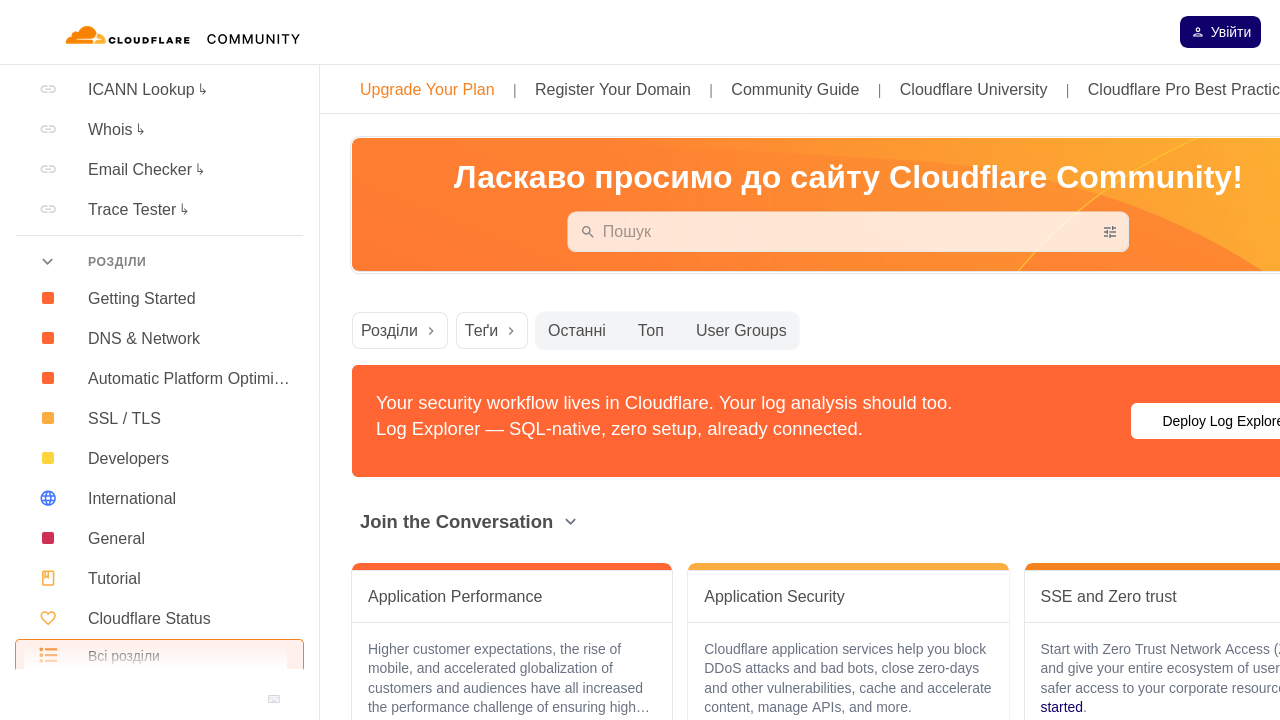 CLOUDFLARE COMMUNITY
Увійти
ICANN Lookup ↳
Whois ↳
Email Checker ↳
Trace Tester ↳
РОЗДІЛИ
Getting Started
DNS & Network
Automatic Platform Optimi…
SSL / TLS
Developers
International
General
Tutorial
Cloudflare Status
Всі розділи
Upgrade Your Plan | Register Your Domain | Community Guide | Cloudflare University | Cloudflare Pro Best Practic
Ласкаво просимо до сайту Cloudflare Community!
Пошук
Розділи
Теґи
Останні
Топ
User Groups
Your security workflow lives in Cloudflare. Your log analysis should too.
Log Explorer — SQL-native, zero setup, already connected.
Deploy Log Explore
Join the Conversation
Application Performance
Higher customer expectations, the rise of
mobile, and accelerated globalization of
customers and audiences have all increased
the performance challenge of ensuring high…
Application Security
Cloudflare application services help you block
DDoS attacks and bad bots, close zero-days
and other vulnerabilities, cache and accelerate
content, manage APIs, and more.
SSE and Zero trust
Start with Zero Trust Network Access (
and give your entire ecosystem of user
safer access to your corporate resourc
started.